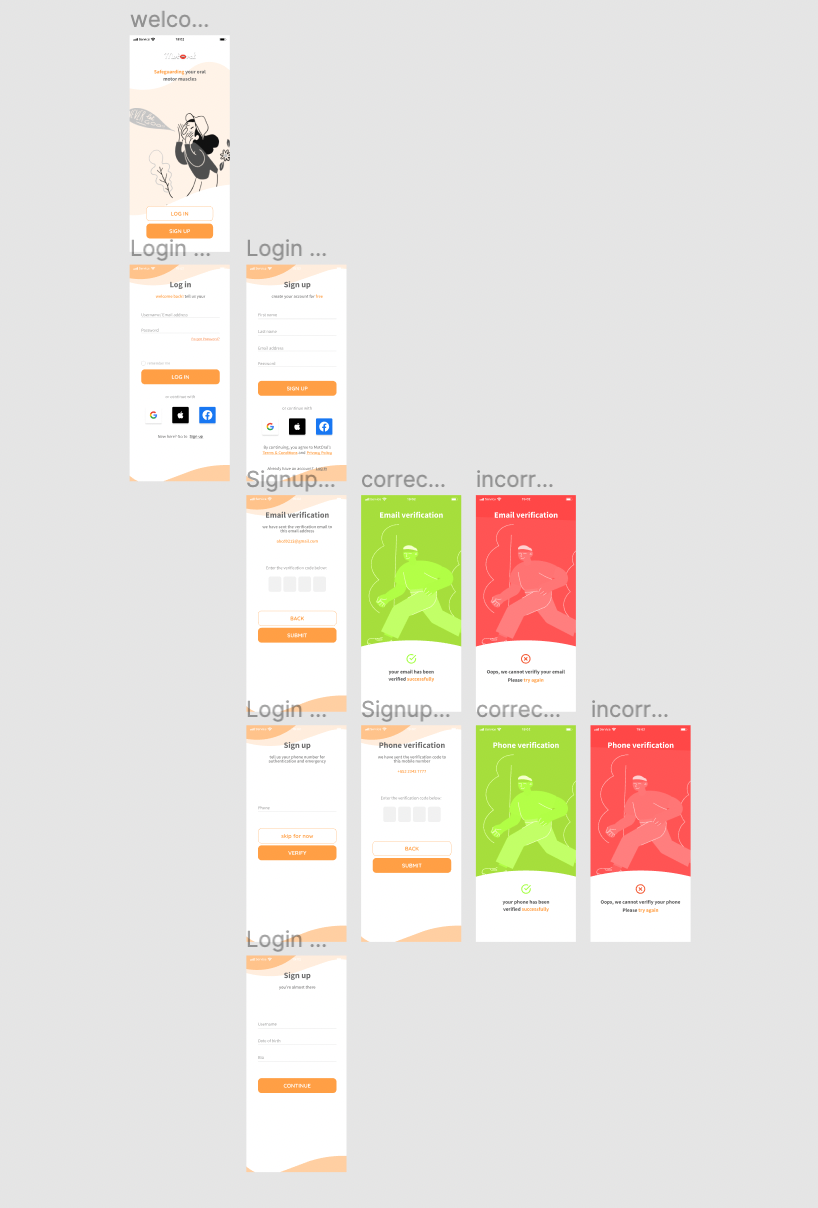 welco...
Safeguarding your oral
motor muscles
LOG IN
SIGN UP
Login ...
Log in
welcome back! tell us your
Username/ Email address
Password
Forgot Password?
LOG IN
or continue with
New here? Go to Sign up
Login ...
Sign up
create your account for free
First name
Last name
Email address
Password
SIGN UP
or continue with
By continuing, you agree to
Terms & Conditions and Privacy Policy
Already have an account? Log in
Signup...
Email verification
we have sent the verification email to
this email address
Enter the verification code below:
BACK
SUBMIT
correc...
Email verification
your email has been
verified successfully
incorr...
Email verification
Oops, we cannot verifiy your email
Please try again
Login ...
Sign up
tell us your phone number for
authentication and emergency
Phone
skip for now
VERIFY
Signup...
Phone verification
we have sent the verification code to
this mobile number
Enter the verification code below:
BACK
SUBMIT
correc...
Phone verification
your phone has been
verified successfully
incorr...
Phone verification
Oops, we cannot verifiy your phone
Please try again
Login ...
Sign up
you're almost there
username
Date of birth
Bio
CONTINUE